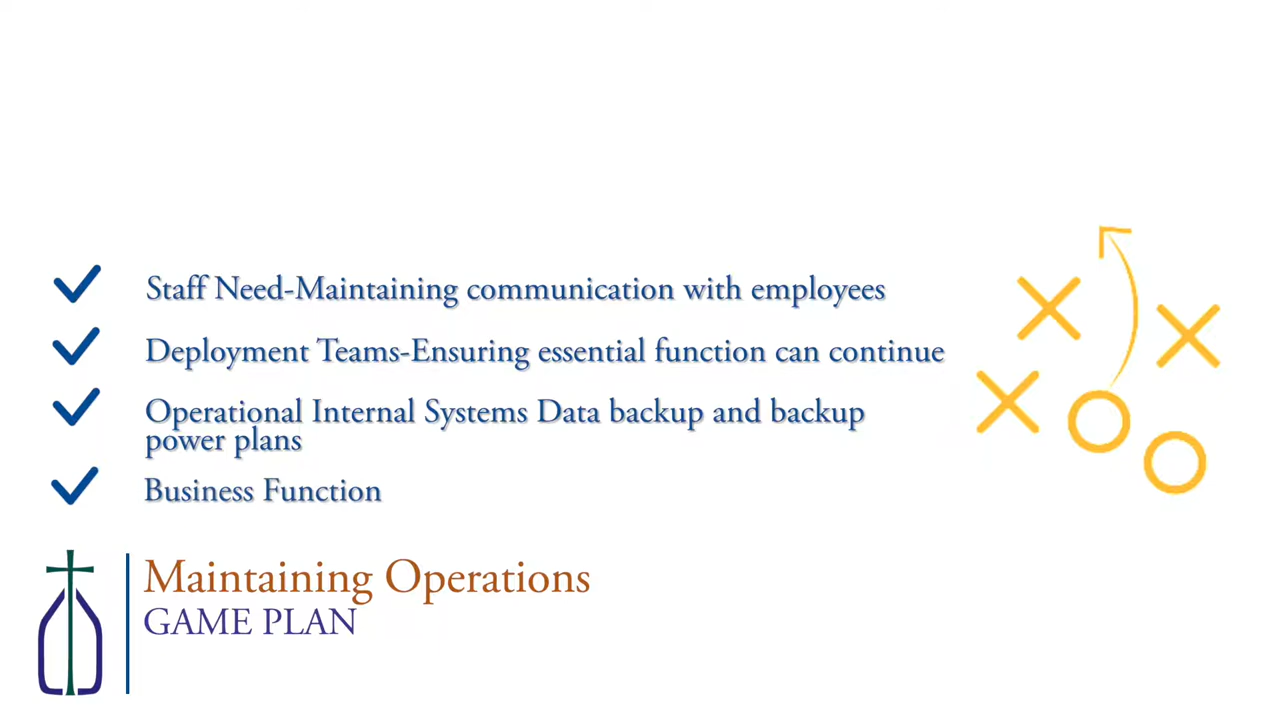 Staff Need-Maintaining communication with employees
Deployment Teams-Ensuring essential function can continue
Operational Internal Systems Data backup and backup
power plans
Business Function
Maintaining Operations
GAME PLAN